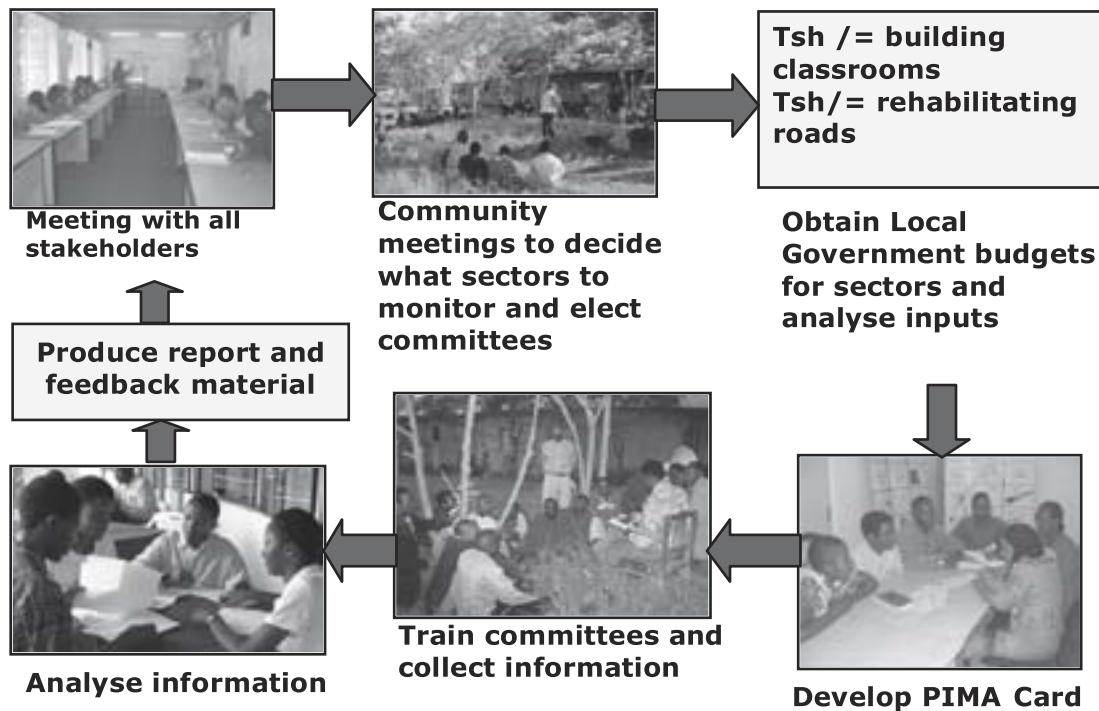 Meeting with all
stakeholders
Community
meetings to decide
what sectors to
monitor and elect
committees
Tsh /= building
classrooms
Tsh/= rehabilitating
roads
Obtain Local
Government budgets
for sectors and
analyse inputs
Develop PIMA Card
Train committees and
collect information
Analyse information
Produce report and
feedback material